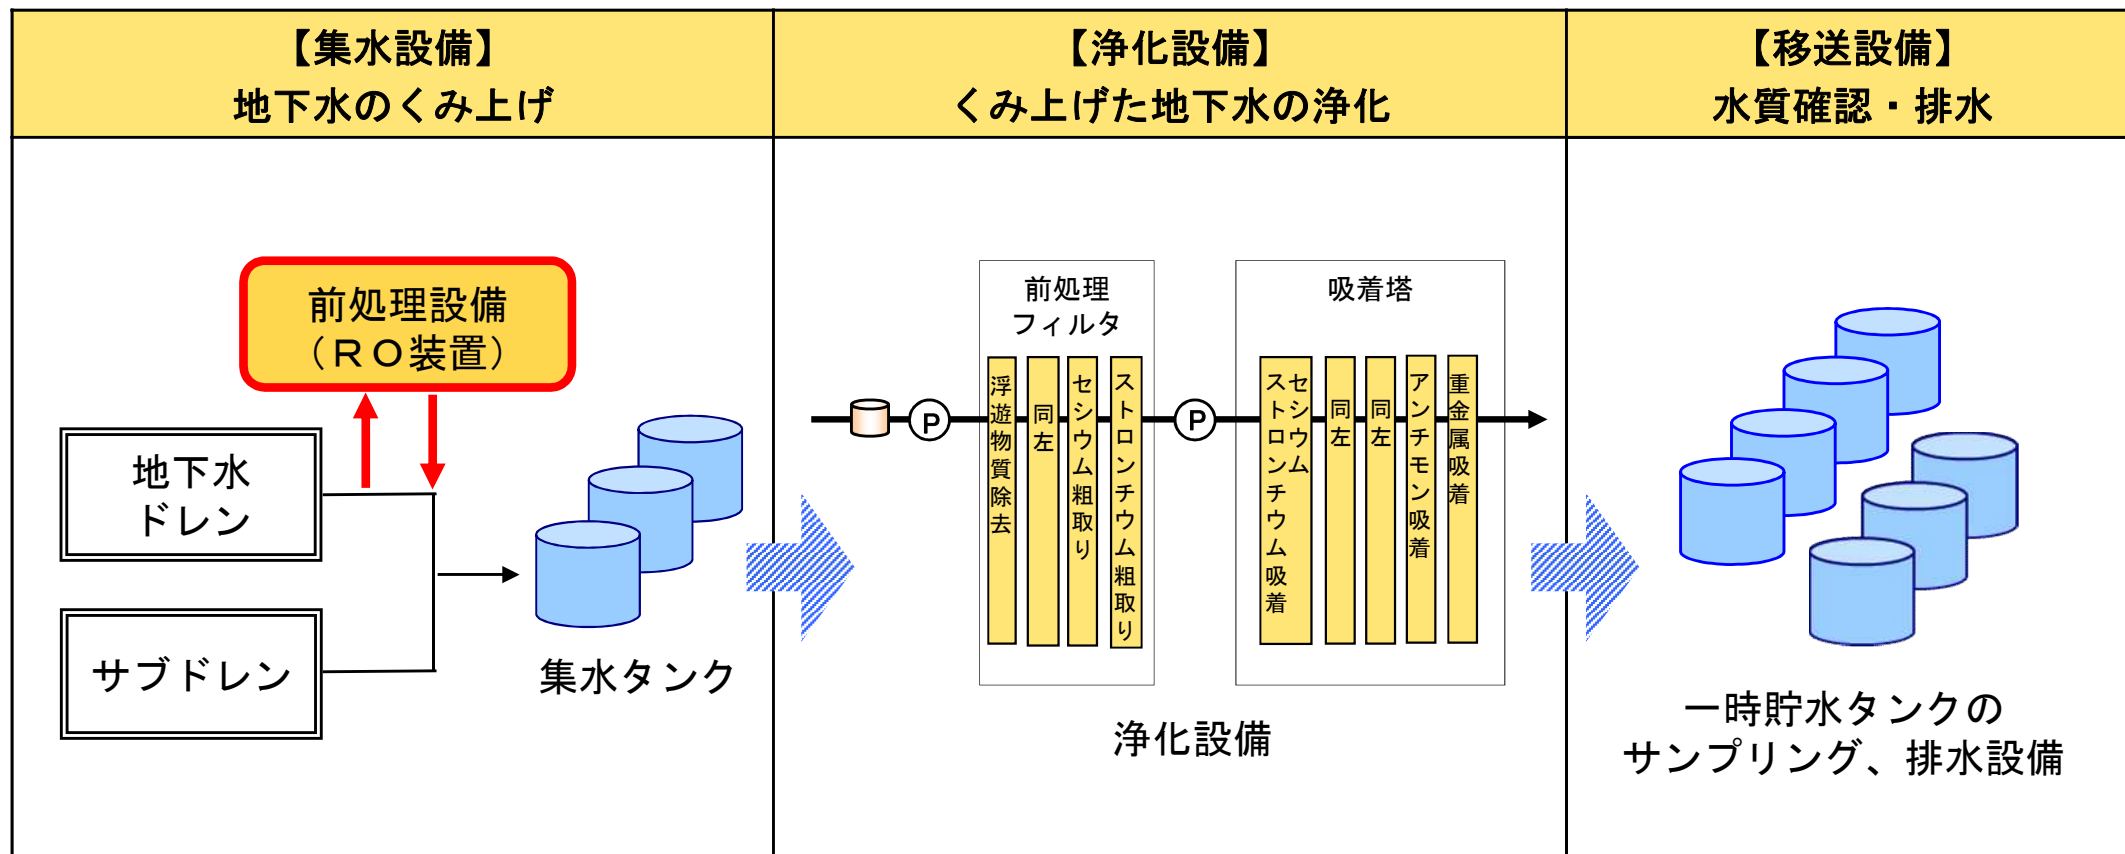 【集水設備】
地下水のくみ上げ
【浄化設備】
くみ上げた地下水の浄化
【移送設備】
水質確認・排水
前処理設備
（ＲＯ装置）
地下水
ドレン
サブドレン
集水タンク
前処理
フィルタ
P
浮遊物質除去
同左
セシウム粗取り
ストロンチウム粗取り
P
吸着塔
セシウム
ストロンチウム吸着
同左
同左
アンチモン吸着
重金属吸着
浄化設備
一時貯水タンクの
サンプリング、排水設備